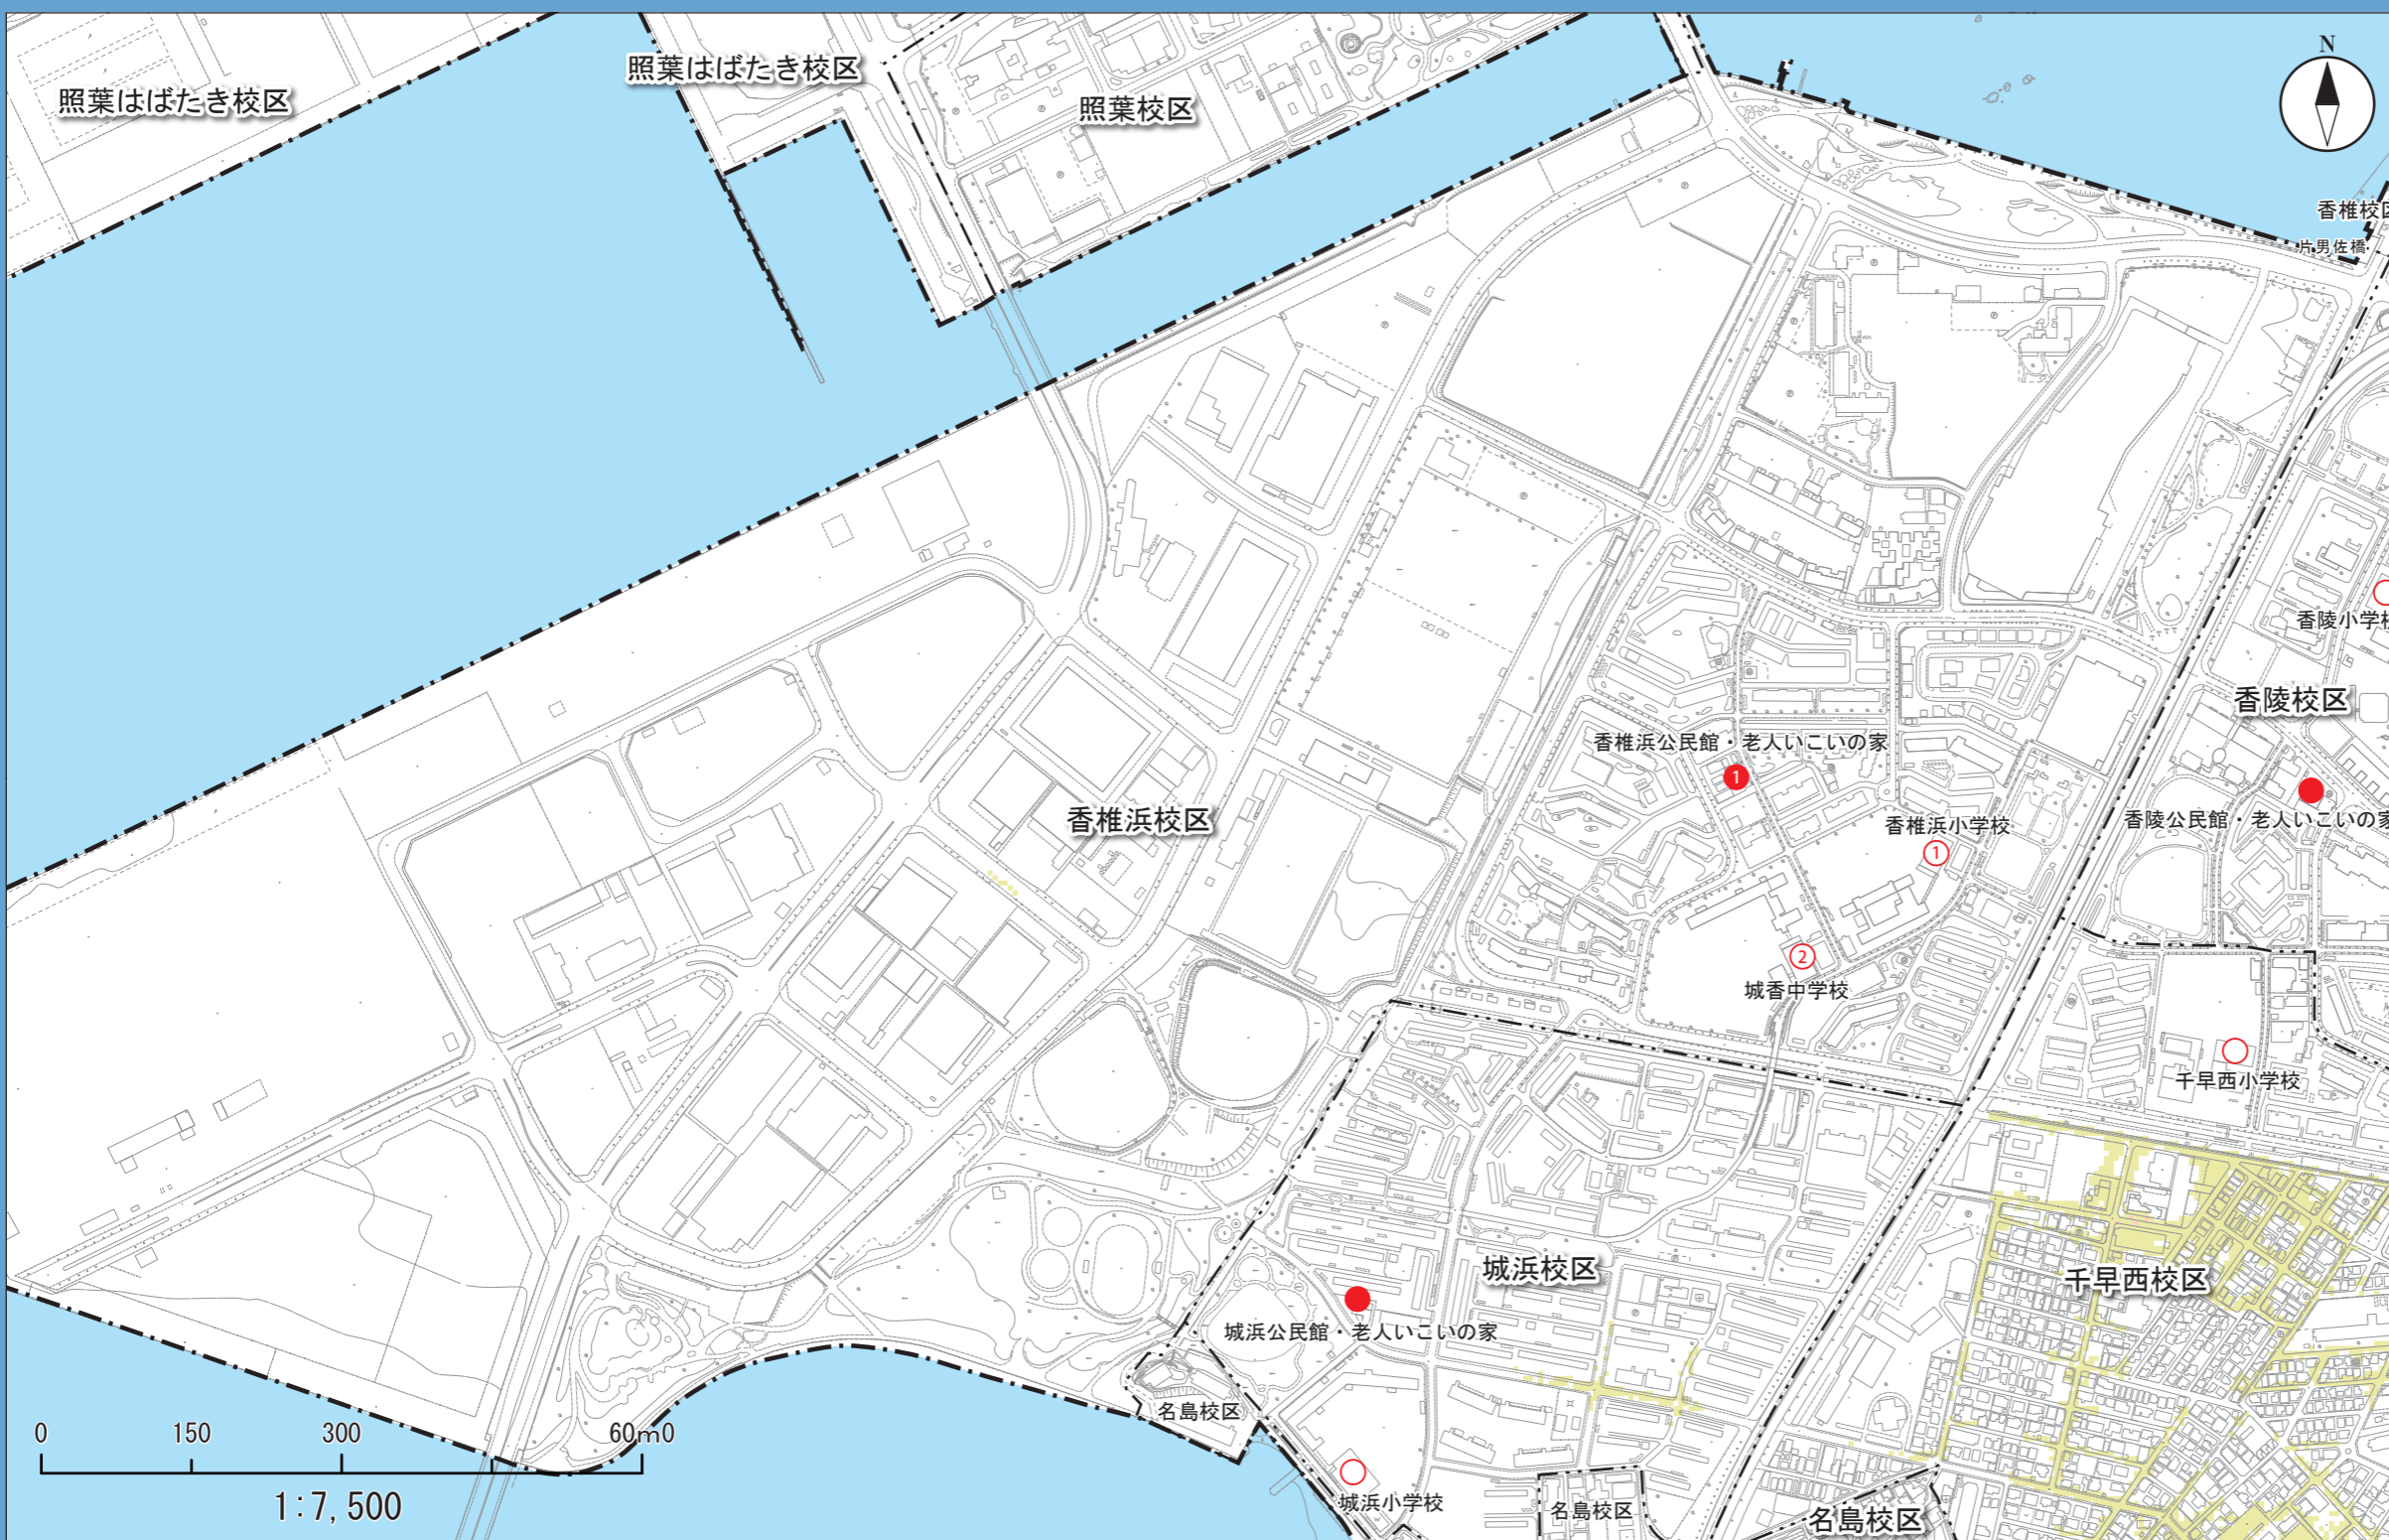 照葉はばたき校区
照葉はばたき校区
照葉校区
N
香椎校区
片男佐橋
香陵小学校
香陵校区
香椎浜公民館・老人いこいの家
1
香陵公民館・老人いこいの家
香椎浜校区
香椎浜小学校
1
2
城香中学校
千早西小学校
城浜校区
千早西校区
城浜公民館・老人いこいの家
名島校区
城浜小学校
名島校区
名島校区
0 150 300 60m0
1:7,500